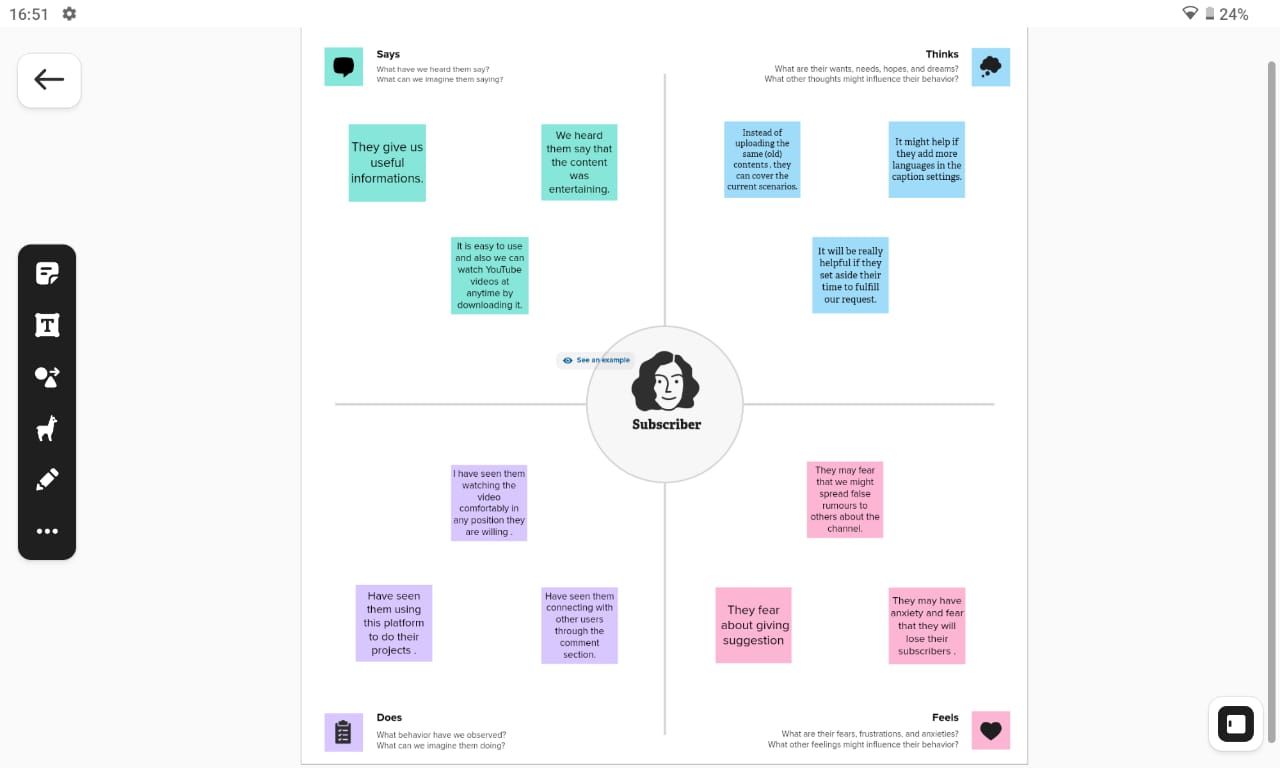 16:51
24%
Says
What have we heard them say?
What can we imagine them saying?
Thinks
What are their wants, needs, hopes, and dreams?
What other thoughts might influence their behavior?
They give us
useful
informations.
We heard
them say that
the content
was
entertaining.
It is easy to use
and also we can
watch YouTube
videos at
anytime by
downloading it.
Instead of
uploading the
same (old)
contents , they
can cover the
current scenarios.
It might help if
they add more
languages in the
caption settings.
It will be really
helpful if they
set aside their
time to fulfill
our request.
See an example
Subscriber
I have seen them
watching the
video
comfortably in
any position they
are willing .
Have seen
them using
this platform
to do their
projects .
Have seen them
connecting with
other users
through the
comment
section.
They may fear
that we might
spread false
rumours to
others about the
channel.
They fear
about giving
suggestion
They may have
anxiety and fear
that they will
lose their
subscribers .
Does
What behavior have we observed?
What can we imagine them doing?
Feels
What are their fears, frustrations, and anxieties?
What other feelings might influence their behavior?